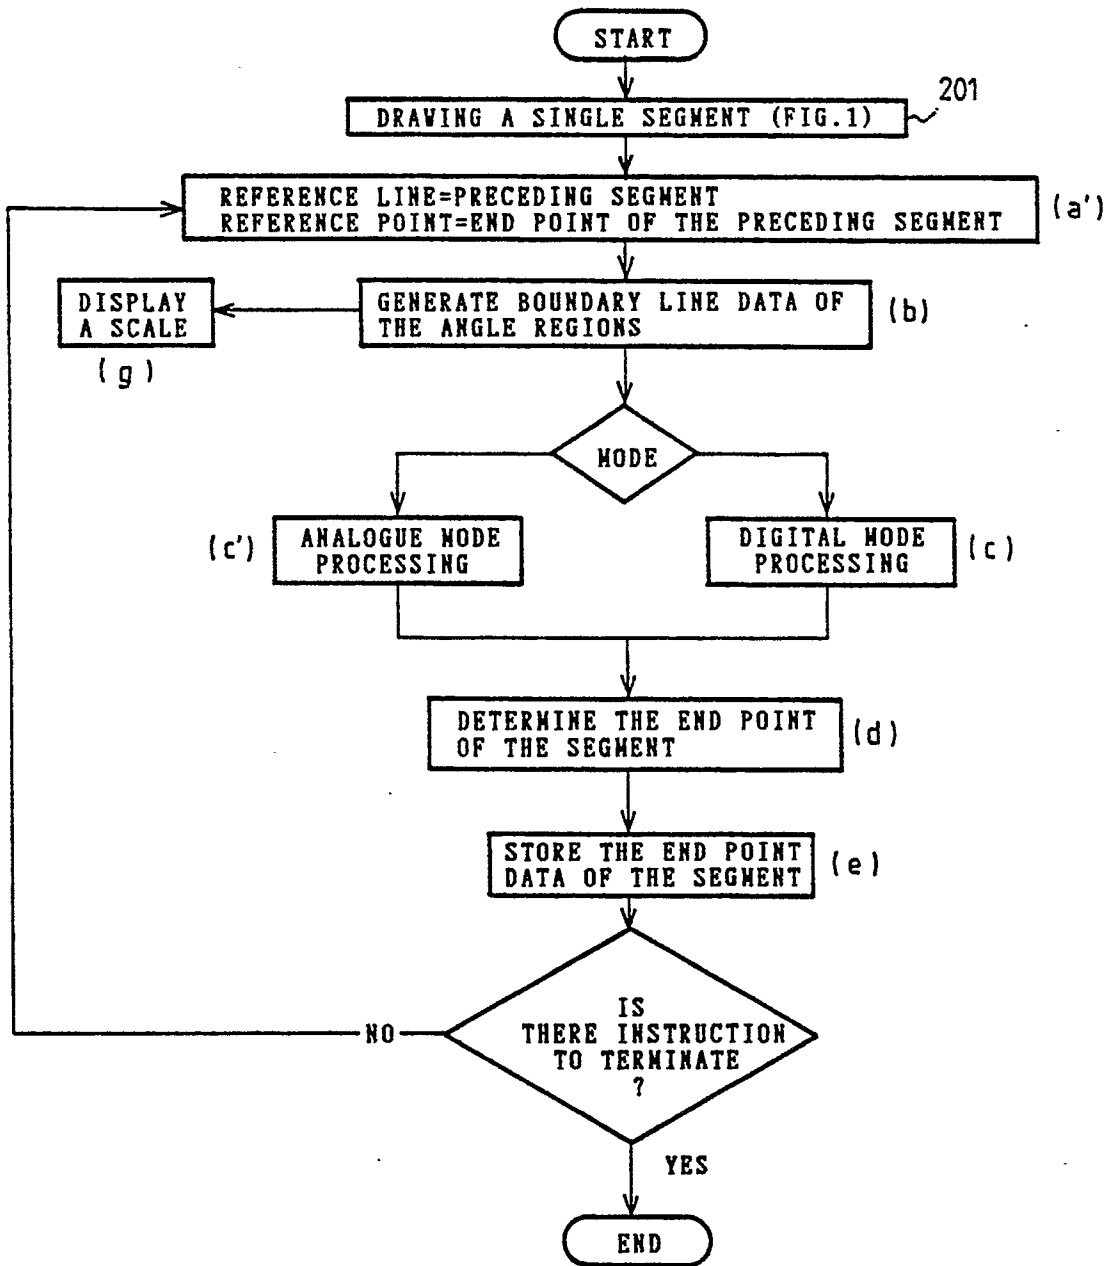 START
DRAWING A SINGLE SEGMENT (FIG.1)
201
REFERENCE LINE=PRECEDING SEGMENT
REFERENCE POINT=END POINT OF THE PRECEDING SEGMENT
(a')
DISPLAY
A SCALE
(g)
GENERATE BOUNDARY LINE DATA OF
THE ANGLE REGIONS
(b)
MODE
(c')
ANALOGUE MODE
PROCESSING
DIGITAL MODE
PROCESSING
(c)
DETERMINE THE END POINT
OF THE SEGMENT
(d)
STORE THE END POINT
DATA OF THE SEGMENT
(e)
IS
THERE INSTRUCTION
TO TERMINATE
?
NO
YES
END